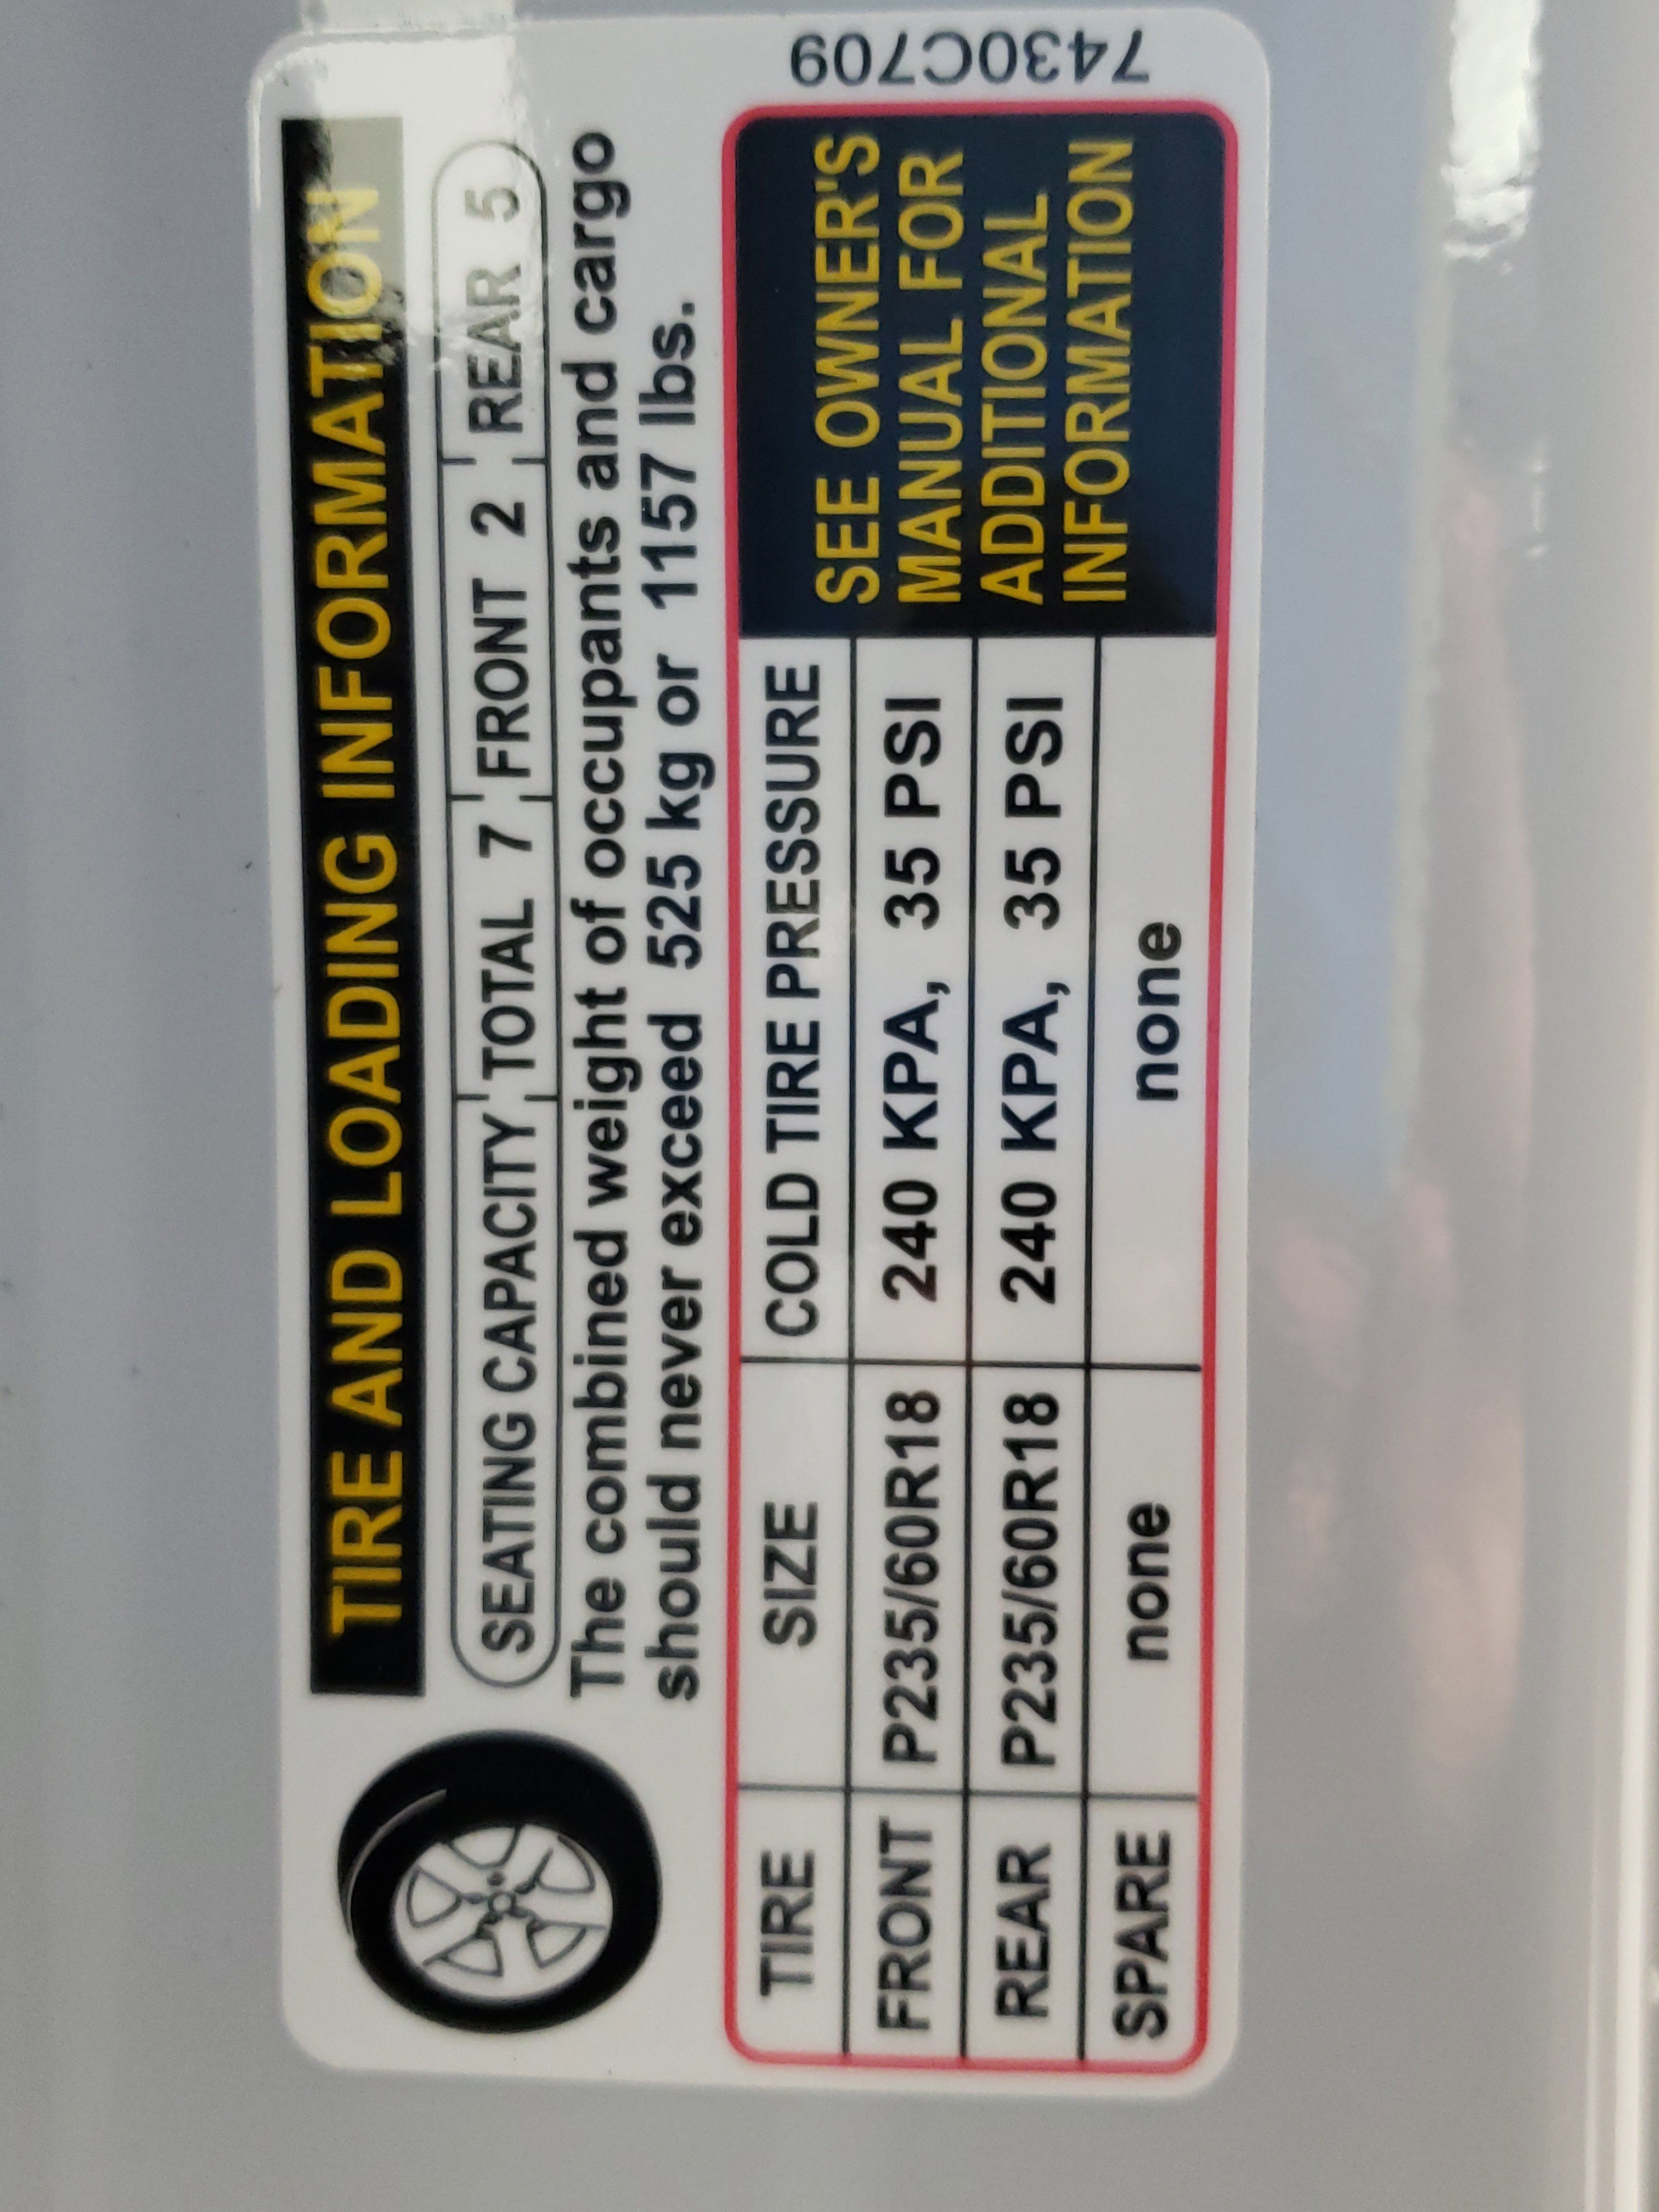 TIRE AND LOADING INFORMATION
SEATING CAPACITY TOTAL 7 FRONT 2 REAR 5
The combined weight of occupants and cargo
should never exceed 525 kg or 1157 lbs.
TIRE SIZE COLD TIRE PRESSURE
FRONT P235/60R18 240 KPA, 35 PSI
REAR P235/60R18 240 KPA, 35 PSI
SPARE none none
SEE OWNER'S
MANUAL FOR
ADDITIONAL
INFORMATION
7430C709